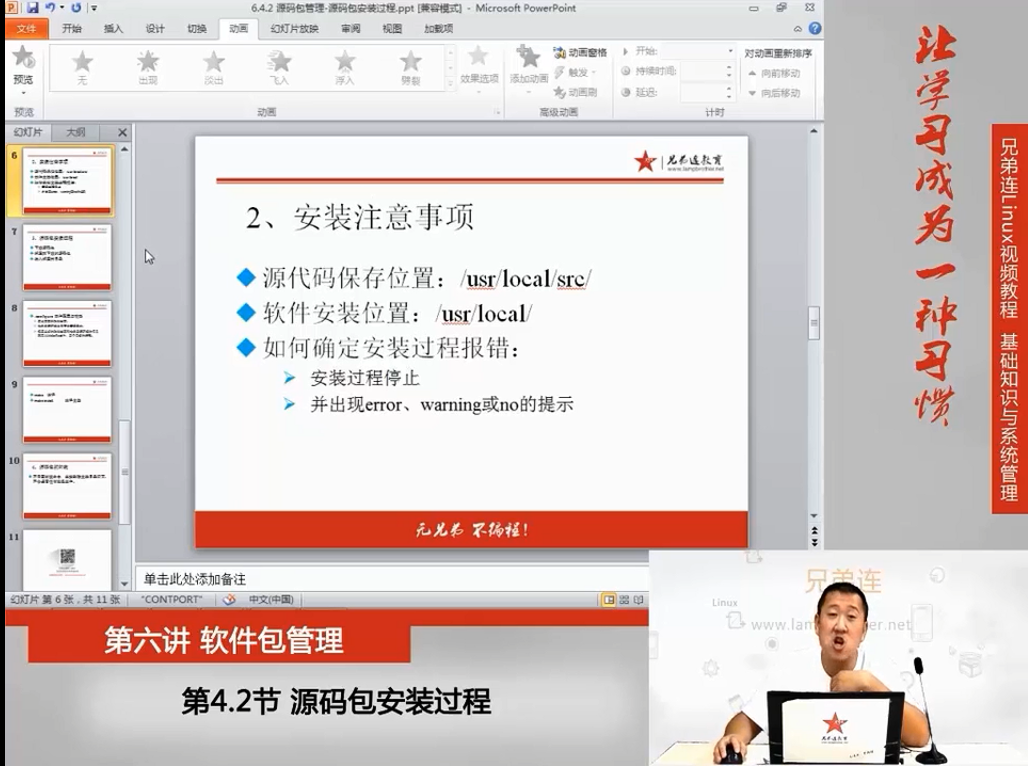 6.4.2 源码包管理-源码包安装过程.ppt [兼容模式] - Microsoft PowerPoint
文件 开始 插入 设计 切换 动画 幻灯片放映 审阅 视图 加载项
预览 无 出现 淡出 飞入 浮入 劈裂 效果选项 添加动画
动画窗格
触发
动画刷
开始:
持续时间:
延迟:
对动画重新排序
向前移动
向后移动
预览 动画 高级动画 计时
幻灯片 大纲
6
7
8
9
10
11
兄弟连教育
www.lampbrother.net
2、安装注意事项
源代码保存位置：/usr/local/src/
软件安装位置：/usr/local/
如何确定安装过程报错：
安装过程停止
并出现error、warning或no的提示
无兄弟 不编程！
单击此处添加备注
幻灯片 第 6 张，共 11 张 "CONTPORT" 中文(中国)
第六讲 软件包管理
第4.2节 源码包安装过程
让学习成为一种习惯
兄弟连Linux视频教程 基础知识与系统管理
兄弟连
Linux